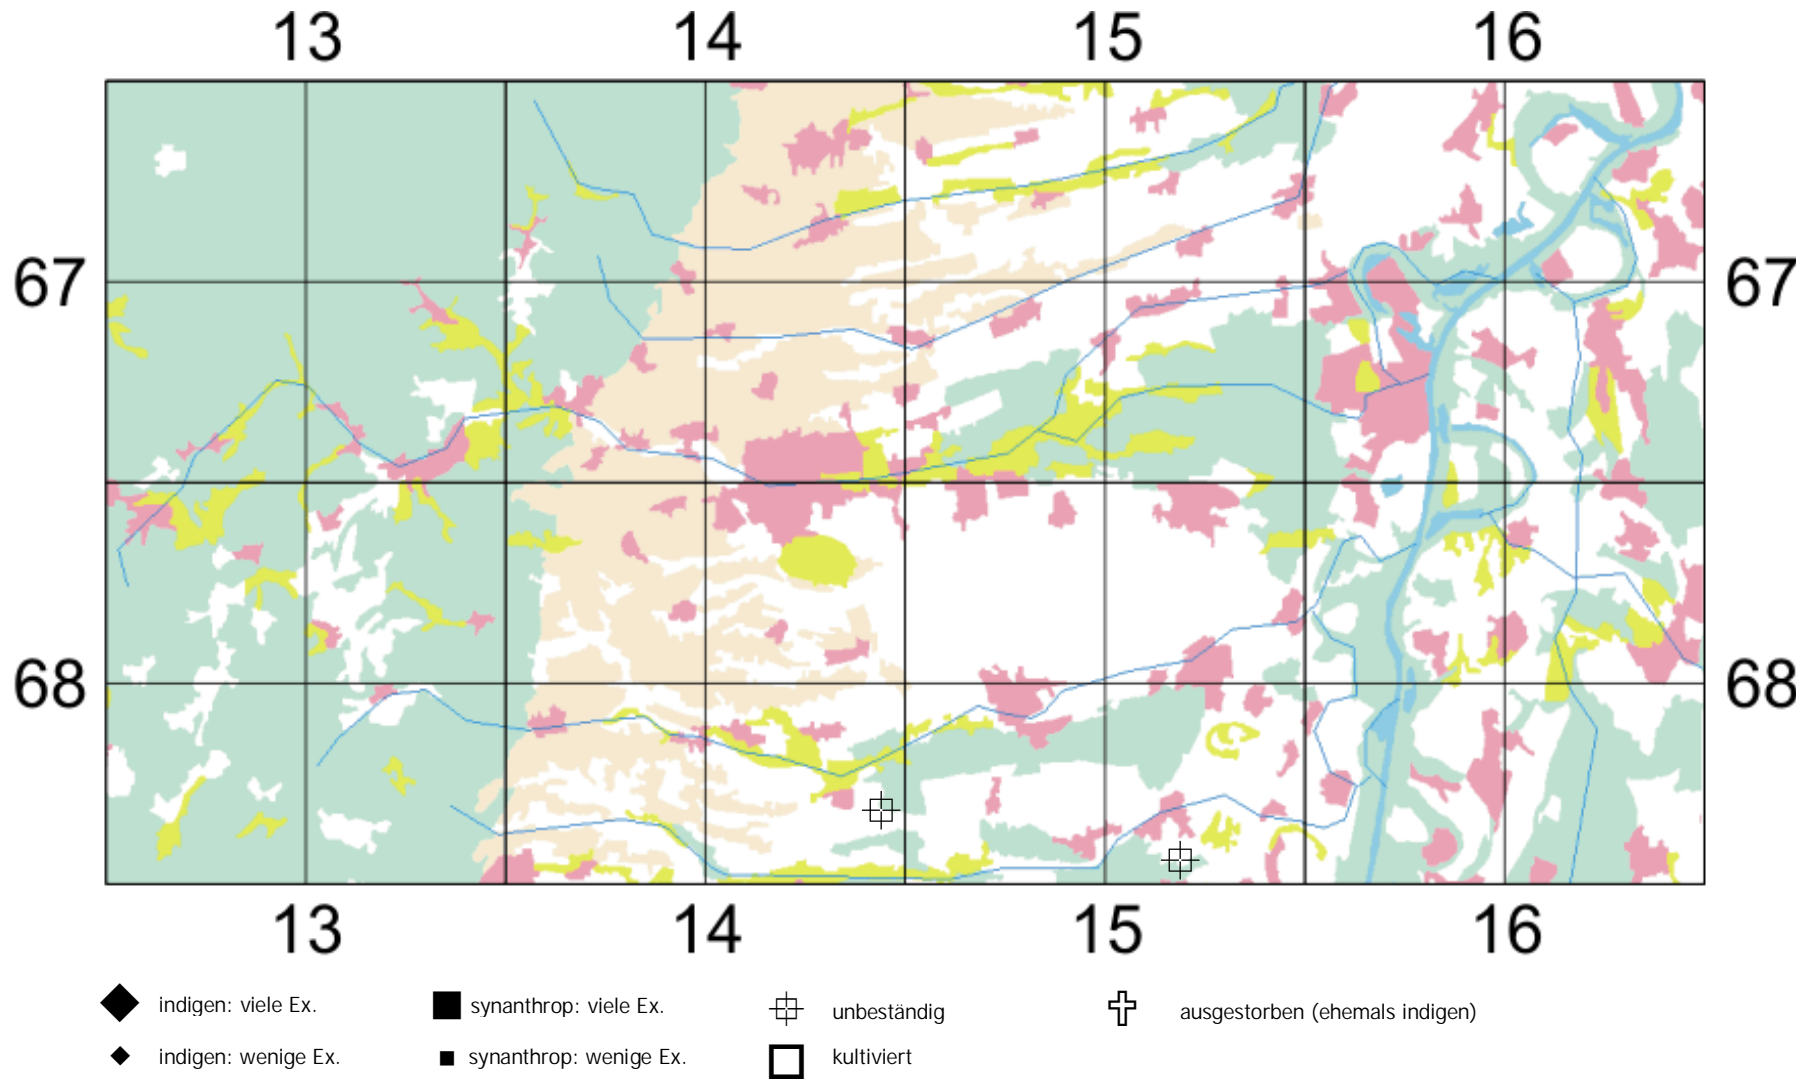 13 14 15 16
67 67
68 68
13 14 15 16
indigen: viele Ex. synanthrop: viele Ex. unbeständig ausgestorben (ehemals indigen)
indigen: wenige Ex. synanthrop: wenige Ex. kultiviert